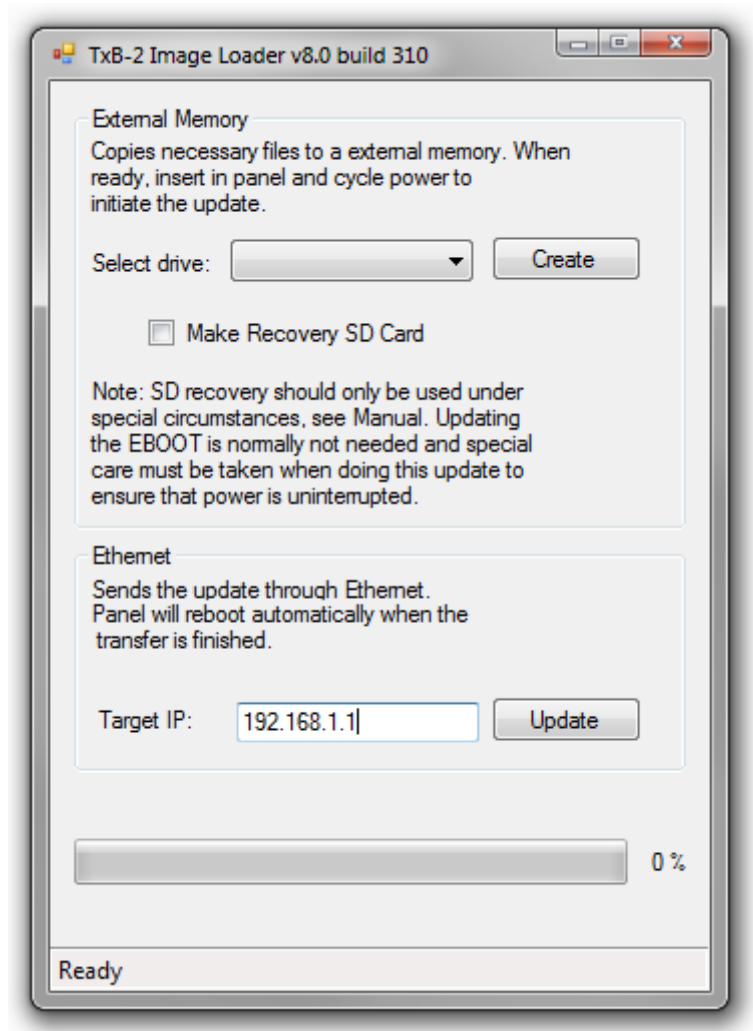 TxB-2 Image Loader v8.0 build 310
External Memory
Copies necessary files to a external memory. When
ready, insert in panel and cycle power to
initiate the update.
Select drive:
Create
Make Recovery SD Card
Note: SD recovery should only be used under
special circumstances, see Manual. Updating
the EBOOT is normally not needed and special
care must be taken when doing this update to
ensure that power is uninterrupted.
Ethernet
Sends the update through Ethernet.
Panel will reboot automatically when the
transfer is finished.
Target IP:
192.168.1.1
Update
0 %
Ready